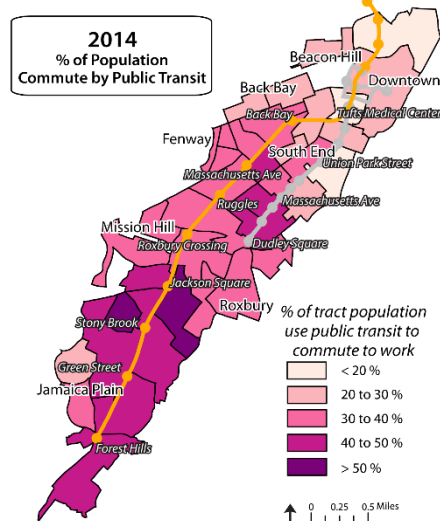 2014
% of Population
Commute by Public Transit
Beacon Hill
Downtown
Back Bay
Back Bay
Tufts Medical Center
Fenway
South End
Union Park Street
Massachusetts Ave
Massachusetts Ave
Ruggles
Mission Hill
Roxbury Crossing
Dudley Square
Jackson Square
Roxbury
Stony Brook
Green Street
Jamaica Plain
Forest Hills
% of tract population
use public transit to
commute to work
< 20 %
20 to 30 %
30 to 40 %
40 to 50 %
> 50 %
0 0.25 0.5 Miles